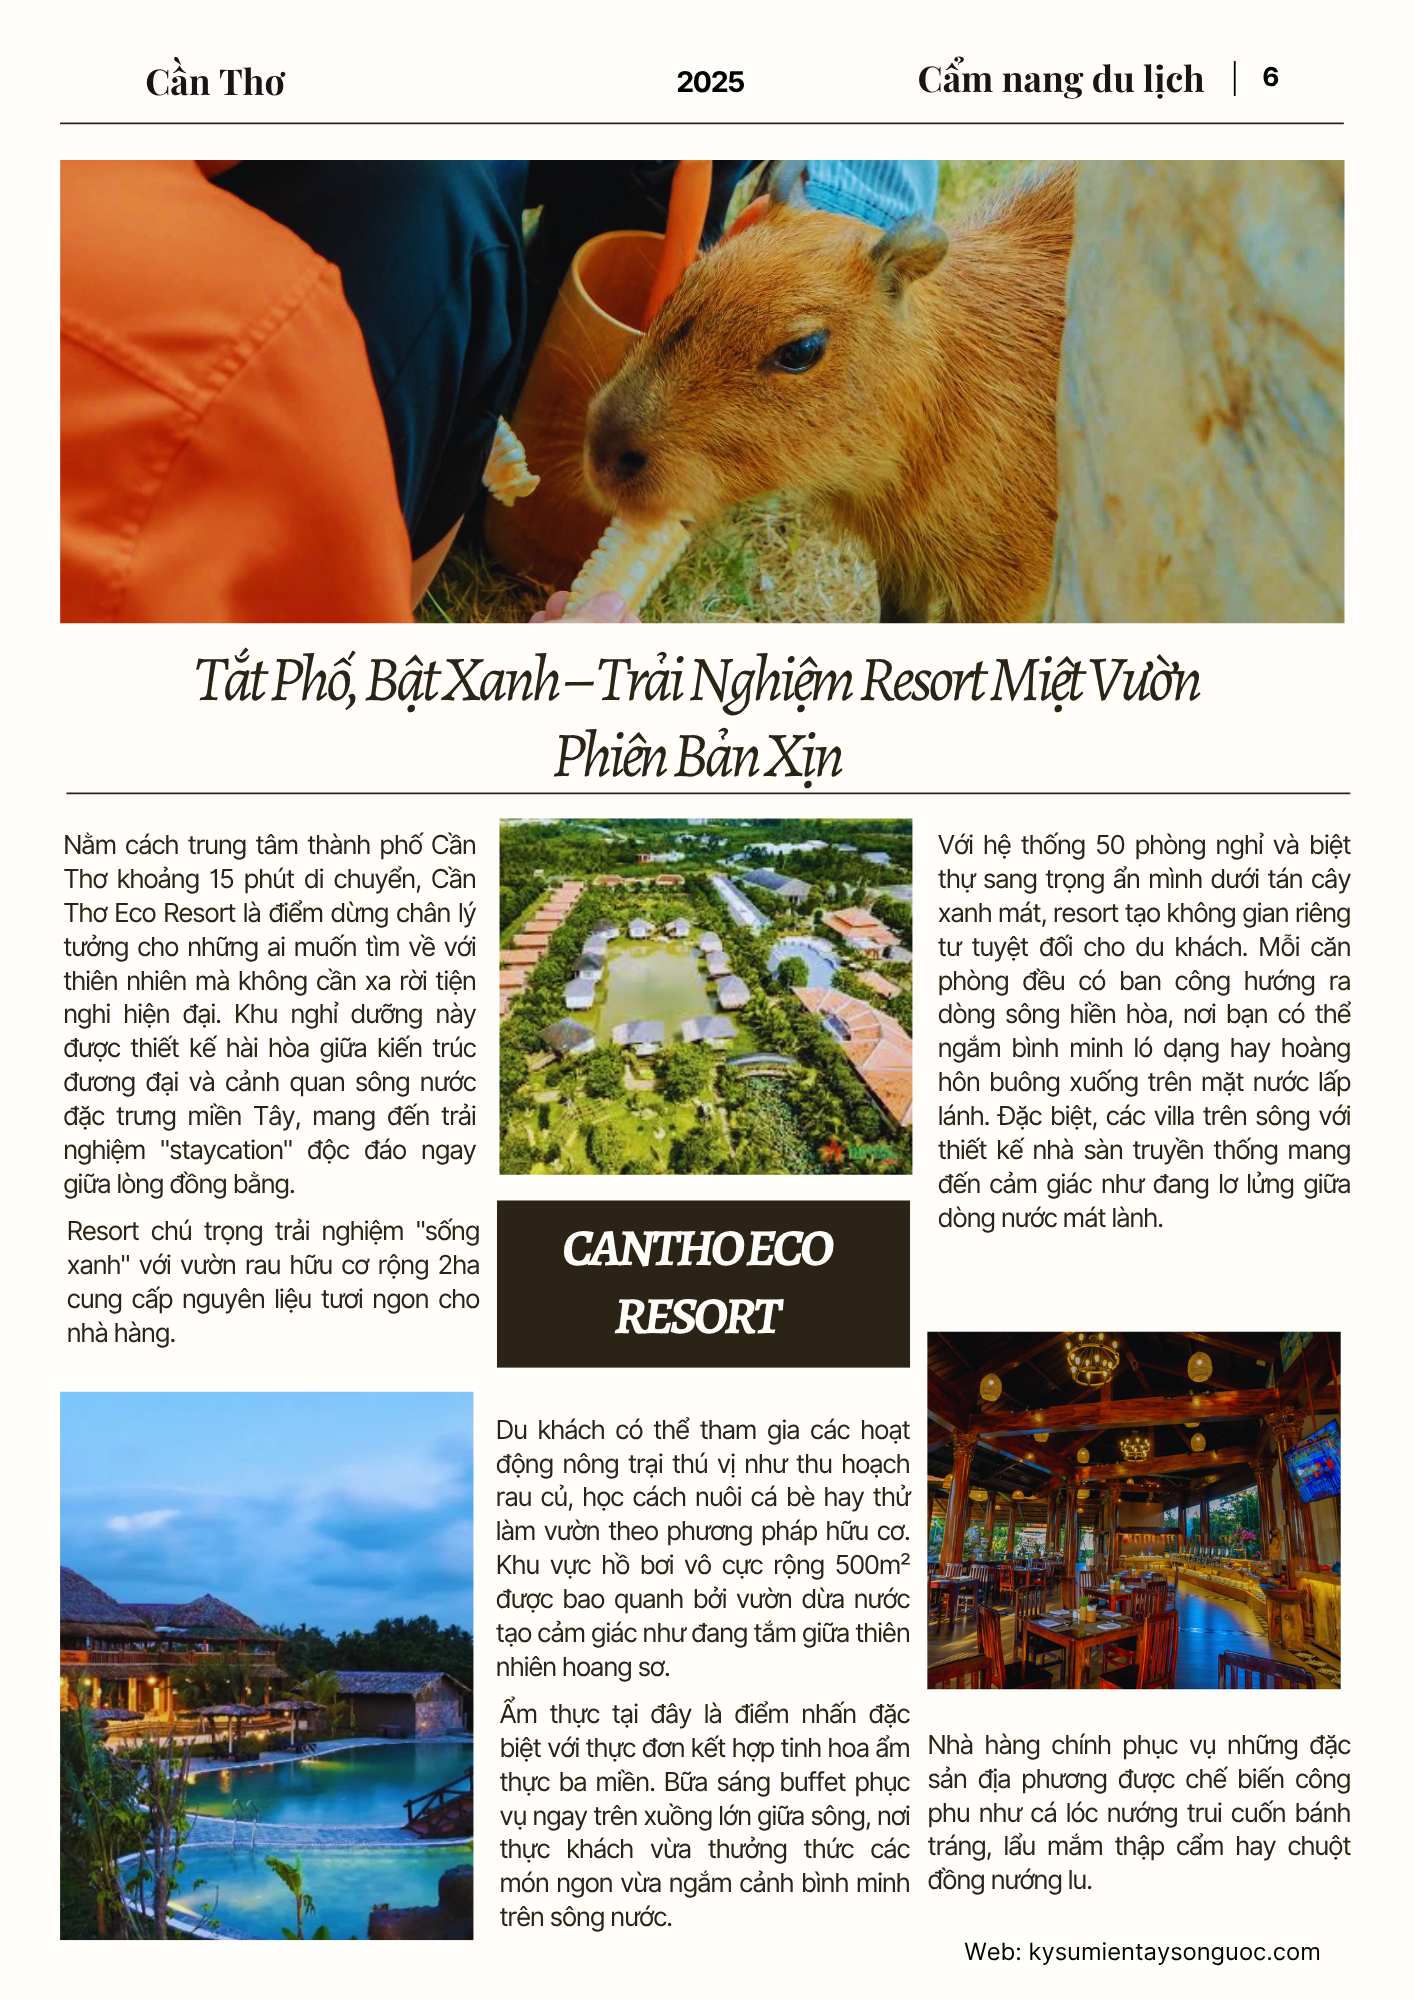 Cần Thơ
2025
Cẩm nang du lịch | 6
Tắt Phố, Bật Xanh – Trải Nghiệm Resort Miệt Vườn
Phiên Bản Xịn
Nằm cách trung tâm thành phố Cần
Thơ khoảng 15 phút di chuyển, Cần
Thơ Eco Resort là điểm dừng chân lý
tưởng cho những ai muốn tìm về với
thiên nhiên mà không cần xa rời tiện
nghi hiện đại. Khu nghỉ dưỡng này
được thiết kế hài hòa giữa kiến trúc
đương đại và cảnh quan sông nước
đặc trưng miền Tây, mang đến trải
nghiệm "staycation" độc đáo ngay
giữa lòng đồng bằng.
Resort chú trọng trải nghiệm "sống
xanh" với vườn rau hữu cơ rộng 2ha
cung cấp nguyên liệu tươi ngon cho
nhà hàng.
CANTHO ECO
RESORT
Du khách có thể tham gia các hoạt
động nông trại thú vị như thu hoạch
rau củ, học cách nuôi cá bè hay thử
làm vườn theo phương pháp hữu cơ.
Khu vực hồ bơi vô cực rộng 500m²
được bao quanh bởi vườn dừa nước
tạo cảm giác như đang tắm giữa thiên
nhiên hoang sơ.
Ẩm thực tại đây là điểm nhấn đặc
biệt với thực đơn kết hợp tinh hoa ẩm
thực ba miền. Bữa sáng buffet phục
vụ ngay trên xuồng lớn giữa sông, nơi
thực khách vừa thưởng thức các
món ngon vừa ngắm cảnh bình minh
trên sông nước.
Với hệ thống 50 phòng nghỉ và biệt
thự sang trọng ẩn mình dưới tán cây
xanh mát, resort tạo không gian riêng
tư tuyệt đối cho du khách. Mỗi căn
phòng đều có ban công hướng ra
dòng sông hiền hòa, nơi bạn có thể
ngắm bình minh ló dạng hay hoàng
hôn buông xuống trên mặt nước lấp
lánh. Đặc biệt, các villa trên sông với
thiết kế nhà sàn truyền thống mang
đến cảm giác như đang lơ lửng giữa
dòng nước mát lành.
Nhà hàng chính phục vụ những đặc
sản địa phương được chế biến công
phu như cá lóc nướng trui cuốn bánh
tráng, lẩu mắm thập cẩm hay chuột
đồng nướng lu.
Web: kysumientaysonguoc.com